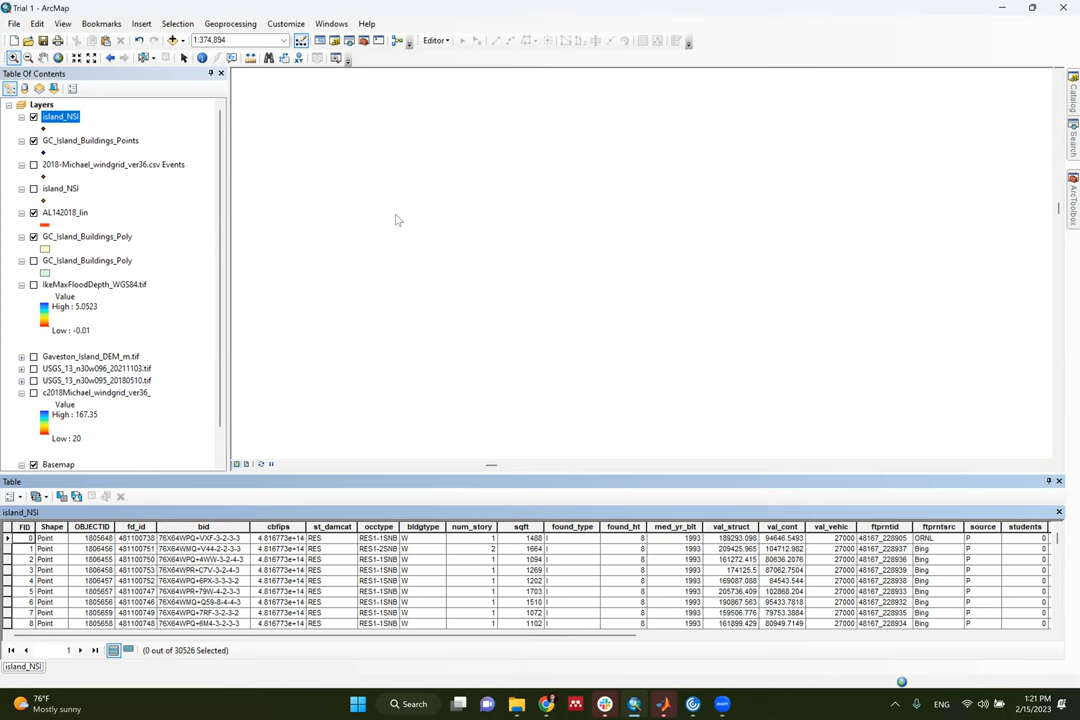 Trial 1 - ArcMap
File Edit View Bookmarks Insert Selection Geoprocessing Customize Windows Help
1:374,894 Editor
Table Of Contents
Layers
island_NSI
GC_Island_Buildings_Points
2018-Michael_windgrid_ver36.csv Events
island_NSI
AL142018_lin
GC_Island_Buildings_Poly
GC_Island_Buildings_Poly
IkeMaxFloodDepth_WGS84.tif
Value
High : 5.0523
Low : -0.01
Gaveston_Island_DEM_m.tif
USGS_13_n30w096_20211103.tif
USGS_13_n30w095_20180510.tif
c2018Michael_windgrid_ver36_
Value
High : 167.35
Low : 20
Basemap
Catalog
Search
ArcToolbox
Table
island_NSI
FID Shape OBJECTID fd_id bid cbfips st_damcat occtype bldgtype num_story sqft found_type found_ht med_yr_blt val_struct val_cont val_vehic ftprntid ftprntsrc source students
0 Point 1805648 481100738 76X64WPQ+VXF-3-2-3-3 4.816773e+14 RES RES1-1SNB W 1 1488 I 8 1993 189293.098 94646.5493 27000 48167_228905 ORNL P 0
1 Point 1806456 481100751 76X64WMQ+V44-2-2-3-3 4.816773e+14 RES RES1-2SNB W 2 1664 I 8 1993 209425.965 104712.982 27000 48167_228935 Bing P 0
2 Point 1806455 481100750 76X64WPQ+4WW-3-2-4-3 4.816773e+14 RES RES1-1SNB W 1 1094 I 8 1993 161272.415 80636.2076 27000 48167_228936 Bing P 0
3 Point 1806458 481100753 76X64WPQ+C7V-2-3-2-3 4.816773e+14 RES RES1-1SNB W 1 1269 I 8 1993 174125.5 87062.7504 27000 48167_228939 Bing P 0
4 Point 1806457 481100752 76X64WPQ+6PX-3-3-3-2 4.816773e+14 RES RES1-1SNB W 1 1202 I 8 1993 169087.088 84543.544 27000 48167_228938 Bing P 0
5 Point 1805656 481100747 76X64WPR+79W-4-2-3-3 4.816773e+14 RES RES1-1SNB W 1 1703 I 8 1993 205736.409 102868.204 27000 48167_228931 Bing P 0
6 Point 1805657 481100746 76X64WMQ+Q59-8-4-4-3 4.816773e+14 RES RES1-1SNB W 1 1510 I 8 1993 190867.563 95433.7818 27000 48167_228932 Bing P 0
7 Point 1805659 481100748 76X64WPQ+7RF-3-2-3-2 4.816773e+14 RES RES1-1SNB W 1 1072 I 8 1993 159506.776 79753.3884 27000 48167_228933 Bing P 0
8 Point 1805658 481100749 76X64WPQ+6M4-3-2-3-3 4.816773e+14 RES RES1-1SNB W 1 1102 I 8 1993 161899.429 80949.7149 27000 48167_228934 Bing P 0
1 (0 out of 30526 Selected)
island_NSI
76°F
Mostly sunny
Search
ENG
1:21 PM
2/15/2023